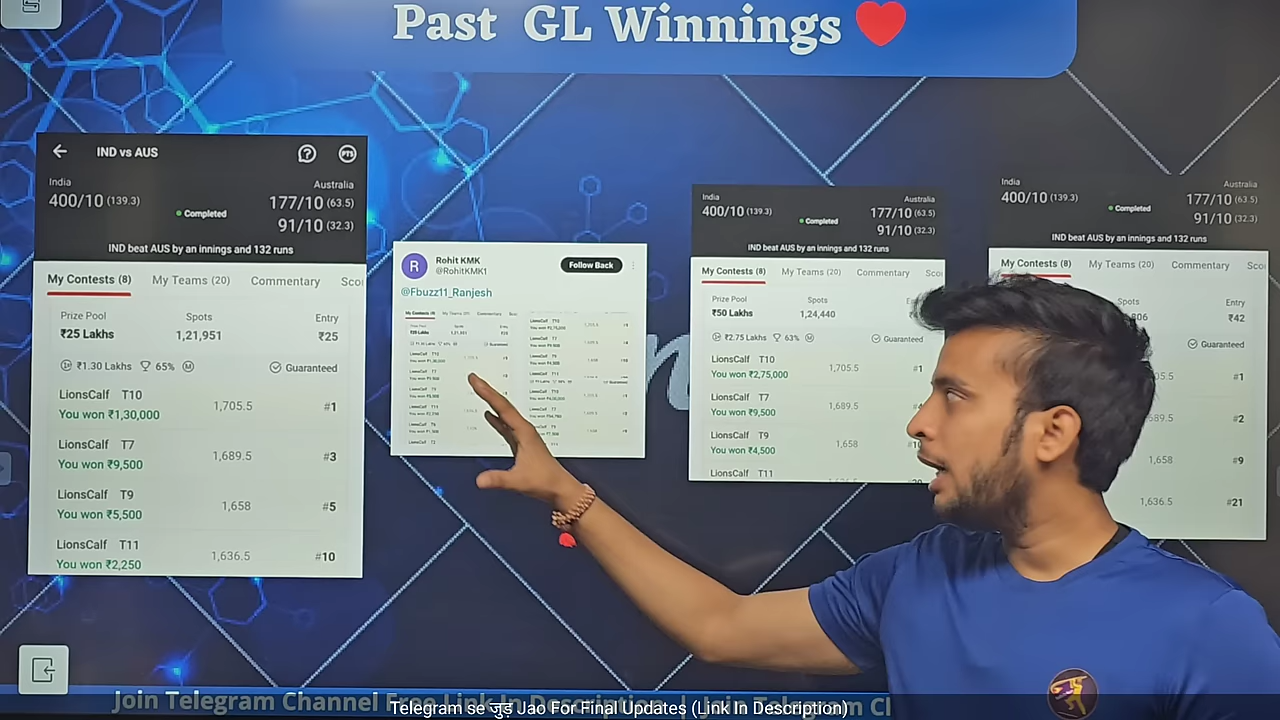 Past GL Winnings
IND vs AUS
PTS
India
Australia
400/10 (139.3)
177/10 (63.5)
Completed
91/10 (32.3)
IND beat AUS by an innings and 132 runs
My Contests (8) My Teams (20) Commentary
Prize Pool Spots Entry
₹25 Lakhs 1,21,951 ₹25
₹1.30 Lakhs 65% M Guaranteed
LionsCalf T10
You won ₹1,30,000
1,705.5 #1
LionsCalf T7
You won ₹9,500
1,689.5 #3
LionsCalf T9
You won ₹5,500
1,658 #5
LionsCalf T11
You won ₹2,250
1,636.5 #10
R
Rohit KMK
@RohitKMK1
Follow Back
@Fbuzz11_Ranjesh
India
Australia
400/10 (139.3)
177/10 (63.5)
Completed
91/10 (32.3)
IND beat AUS by an innings and 132 runs
My Contests (8) My Teams (20) Commentary
Prize Pool Spots
₹50 Lakhs 1,24,440
₹2.75 Lakhs 63% M Guaranteed
LionsCalf T10
You won ₹2,75,000
1,705.5 #1
LionsCalf T7
You won ₹9,500
1,689.5
LionsCalf T9
You won ₹4,500
1,658
LionsCalf T11
India
Australia
400/10 (139.3)
177/10 (63.5)
Completed
91/10 (32.3)
IND beat AUS by an innings and 132 runs
My Contests (8) My Teams (20) Commentary
Spots Entry
₹42
Guaranteed
#1
#2
1,658 #9
1,636.5 #21
Join Telegram Channel Free Link In Description | Join Telegram
Telegram se जुड़ Jao For Final Updates (Link In Description)